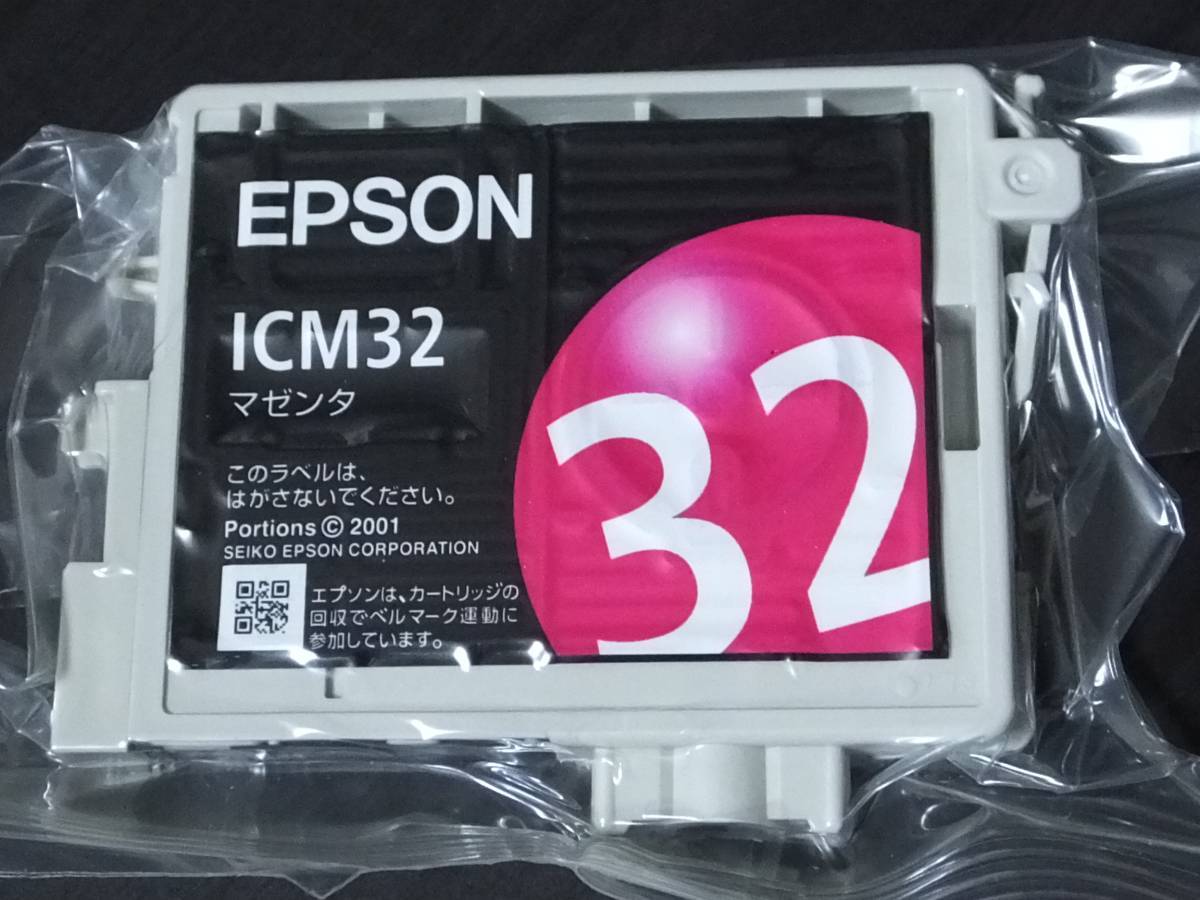 EPSON
ICM32
マゼンタ
このラベルは、
はがさないでください。
Portions © 2001
SEIKO EPSON CORPORATION
エプソンは、カートリッジの
回収でベルマーク運動に
参加しています。
32